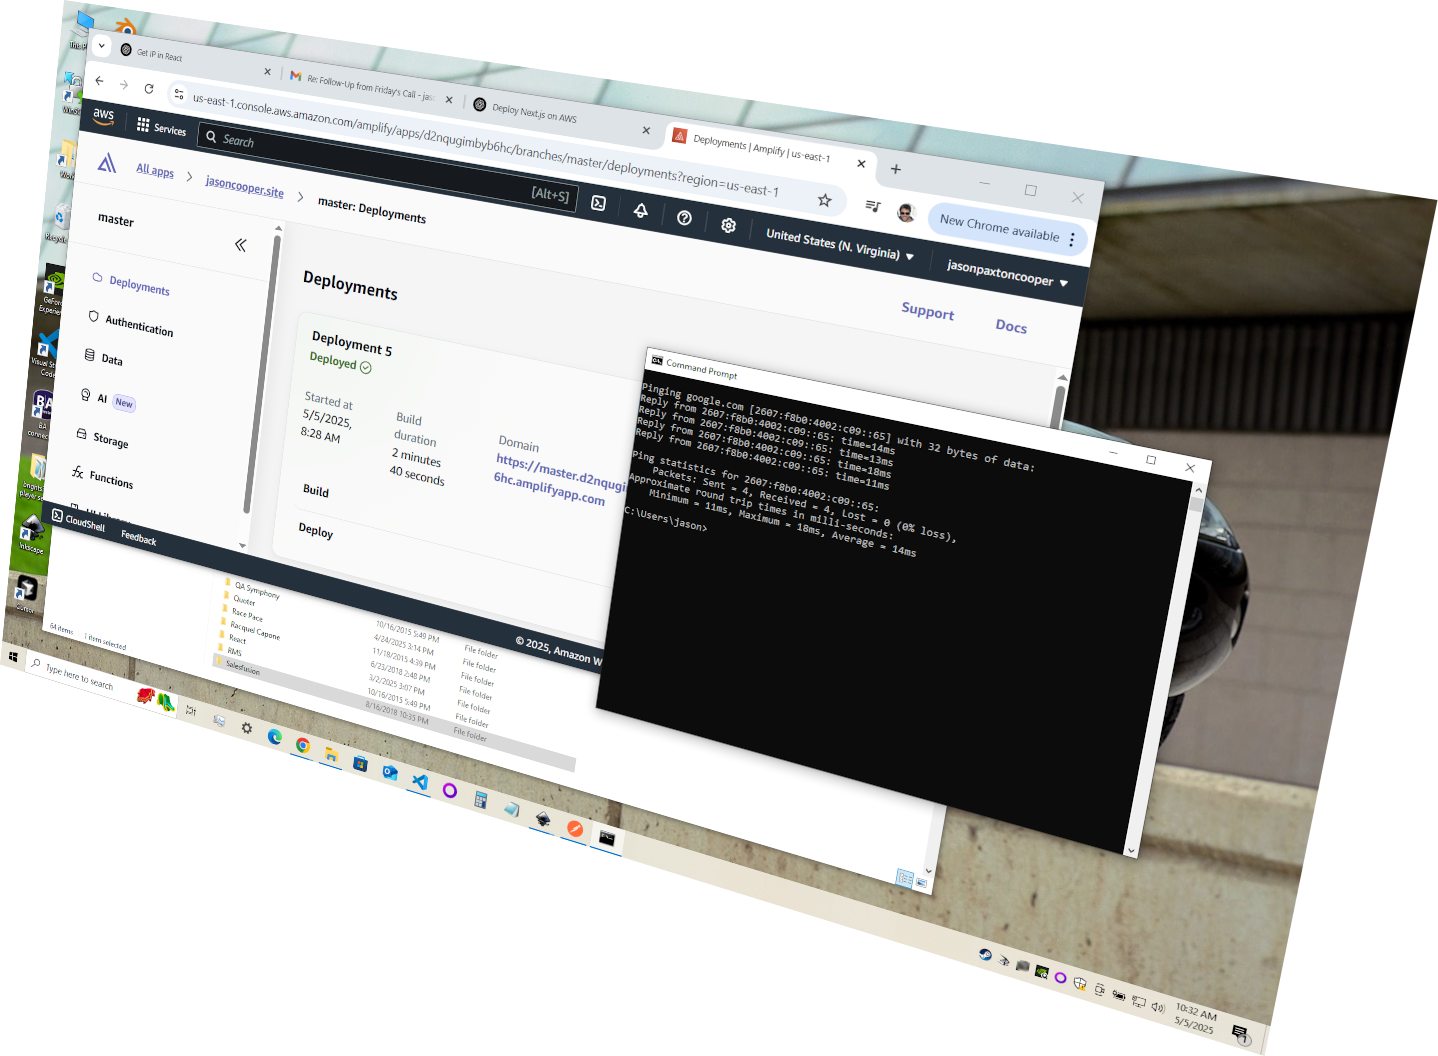 Get IP in React
Re: Follow-Up from Friday's Call - jas
Deploy Next.js on AWS
Deployments | Amplify | us-east-1
us-east-1.console.aws.amazon.com/amplify/apps/d2nqugimbyb6hc/branches/master/deployments?region=us-east-1
New Chrome available
aws
Services
Search
[Alt+S]
United States (N. Virginia)
jasonpaxtoncooper
All apps
jasoncooper.site
master: Deployments
Support
Docs
master
Deployments
Authentication
Data
AI New
Storage
Functions
Deployments
Deployment 5
Deployed
Started at
5/5/2025,
8:28 AM
Build
duration
2 minutes
40 seconds
Domain
https://master.d2nqugi
6hc.amplifyapp.com
Build
Deploy
CloudShell
Feedback
© 2025, Amazon W
Command Prompt
Pinging google.com [2607:f8b0:4002:c09::65] with 32 bytes of data:
Reply from 2607:f8b0:4002:c09::65: time=14ms
Reply from 2607:f8b0:4002:c09::65: time=13ms
Reply from 2607:f8b0:4002:c09::65: time=18ms
Reply from 2607:f8b0:4002:c09::65: time=11ms
Ping statistics for 2607:f8b0:4002:c09::65:
Packets: Sent = 4, Received = 4, Lost = 0 (0% loss),
Approximate round trip times in milli-seconds:
Minimum = 11ms, Maximum = 18ms, Average = 14ms
C:\Users\jason>
QA Symphony
Quoter 10/16/2015 5:49 PM File folder
Race Pace 4/24/2025 3:14 PM File folder
Racquel Capone 11/18/2015 4:39 PM File folder
React 6/23/2018 2:48 PM File folder
RMS 3/2/2025 3:07 PM File folder
Salesfusion 10/16/2015 5:49 PM File folder
8/16/2018 10:35 PM File folder
64 items
1 item selected
Inkscape
Cursor
Type here to search
10:32 AM
5/5/2025